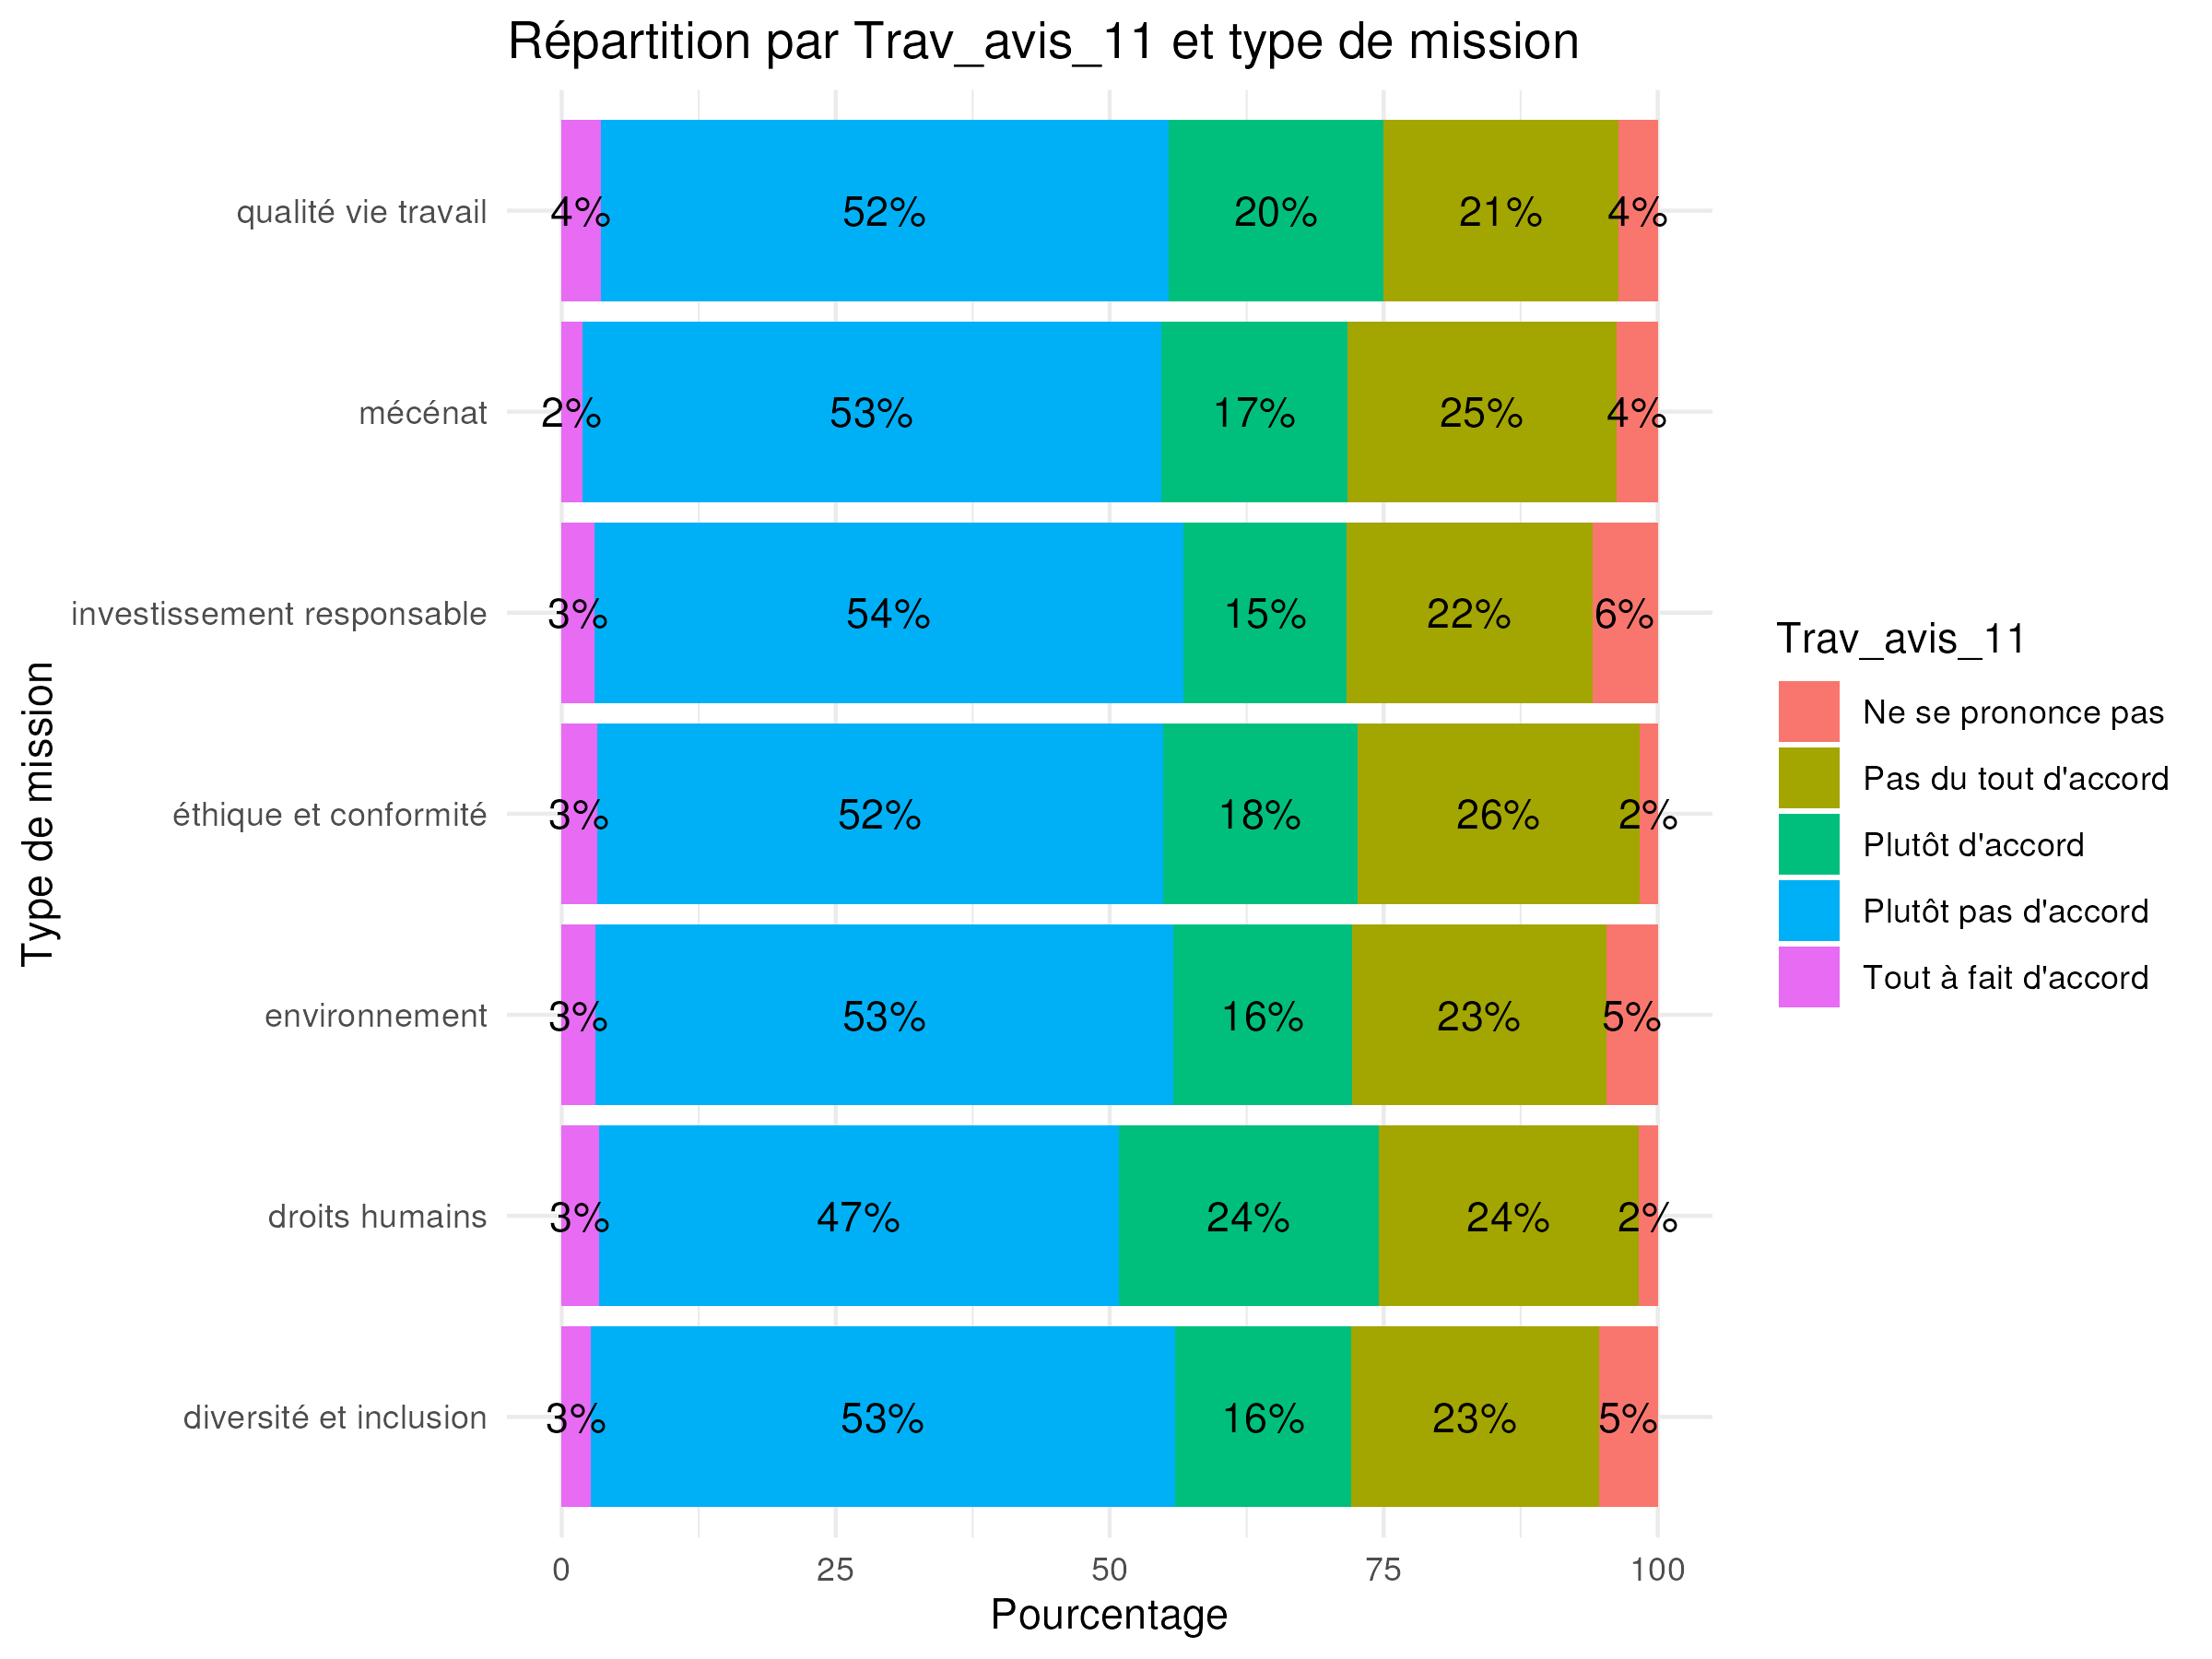 Répartition par Trav_avis_11 et type de mission
qualité vie travail
4% 52% 20% 21% 4%
mécénat
2% 53% 17% 25% 4%
investissement responsable
3% 54% 15% 22% 6%
éthique et conformité
3% 52% 18% 26% 2%
environnement
3% 53% 16% 23% 5%
droits humains
3% 47% 24% 24% 2%
diversité et inclusion
3% 53% 16% 23% 5%
0 25 50 75 100
Pourcentage
Type de mission
Trav_avis_11
Ne se prononce pas
Pas du tout d'accord
Plutôt d'accord
Plutôt pas d'accord
Tout à fait d'accord